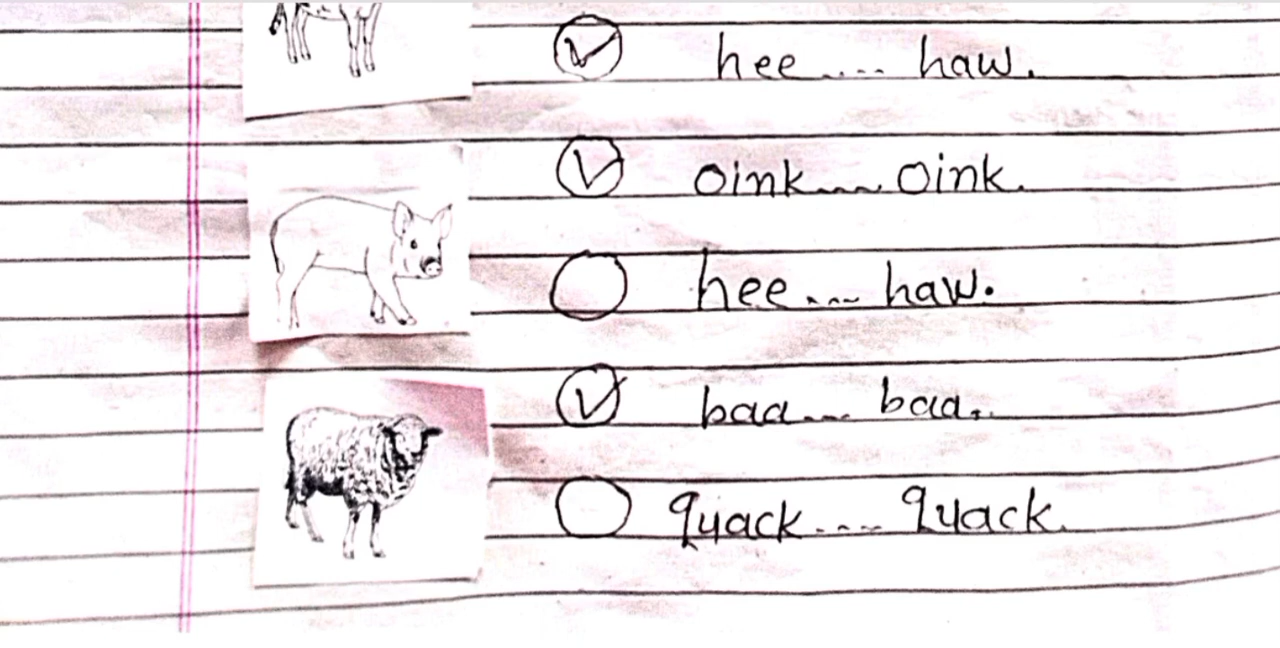 hee.... haw.
oink.... oink.
hee.... haw.
baa.... baa.
quack.... quack.